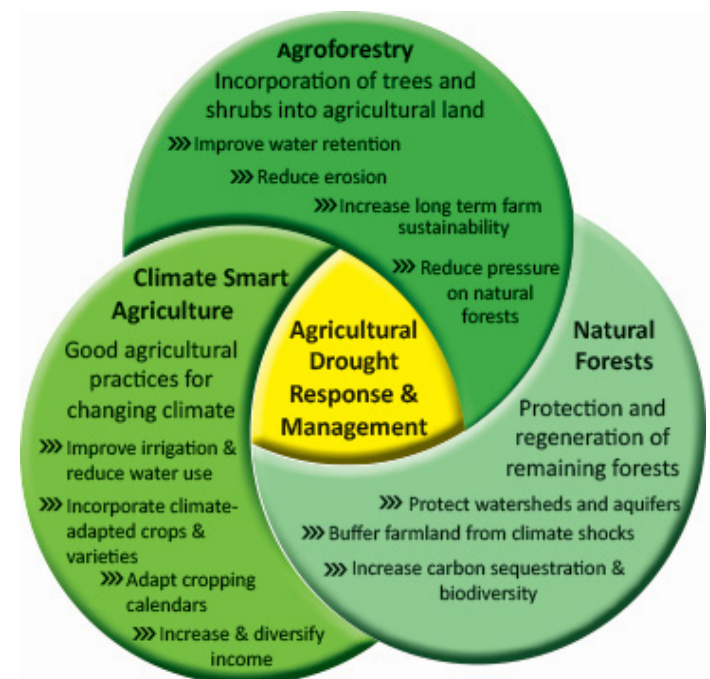 Agroforestry
Incorporation of trees and
shrubs into agricultural land
»» Improve water retention
»» Reduce erosion
»» Increase long term farm
sustainability
»» Reduce pressure
on natural
forests
Climate Smart
Agriculture
Good agricultural
practices for
changing climate
»» Improve irrigation &
reduce water use
»» Incorporate climate-
adapted crops &
varieties
»» Adapt cropping
calendars
»» Increase & diversify
income
Agricultural
Drought
Response &
Management
Natural
Forests
Protection and
regeneration of
remaining forests
»» Protect watersheds and aquifers
»» Buffer farmland from climate shocks
»» Increase carbon sequestration &
biodiversity